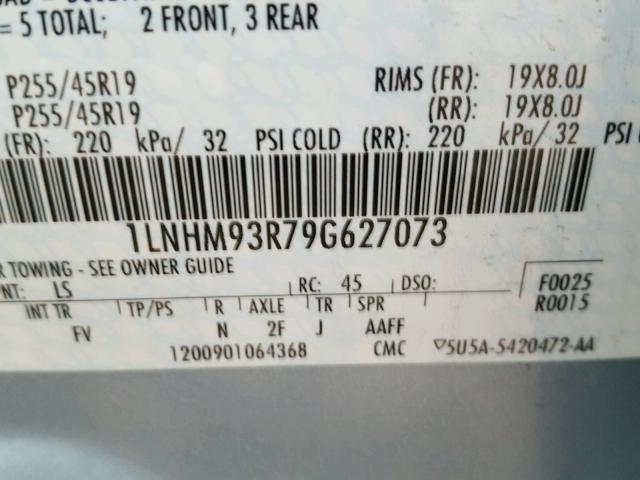 = 5 TOTAL; 2 FRONT, 3 REAR
P255/45R19 RIMS (FR): 19X8.0J
P255/45R19 (RR): 19X8.0J
(FR): 220 kPa/ 32 PSI COLD (RR): 220 kPa/ 32 PSI
1LNHM93R79G627073
TOWING - SEE OWNER GUIDE
NT: LS RC: 45 DSO: F0025
INT TR TP/PS R AXLE TR SPR R0015
FV N 2F J AAFF
1200901064368 CMC ▽5U5A-5420472-AA